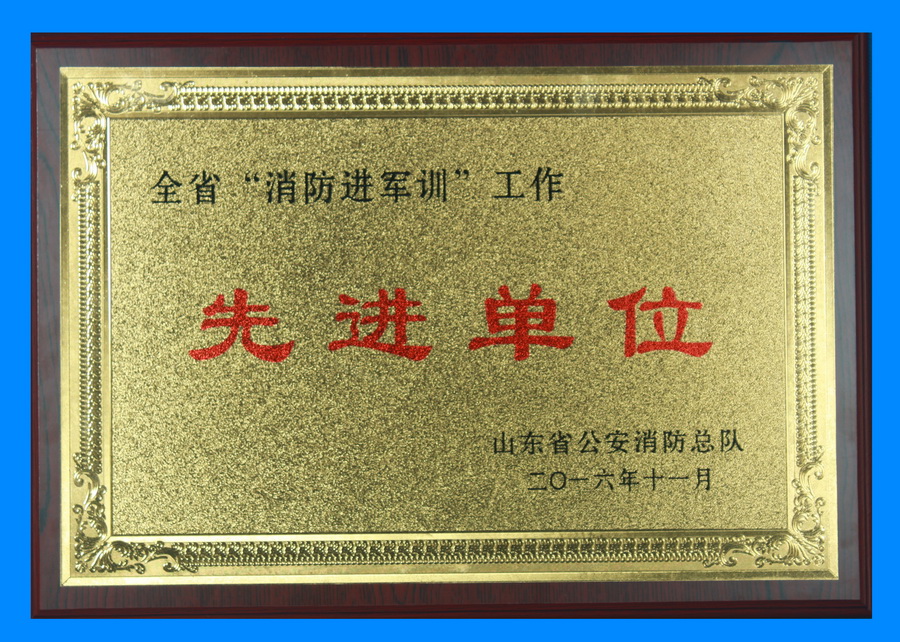 全省“消防进军训”工作
先进单位
山东省公安消防总队
二〇一六年十一月